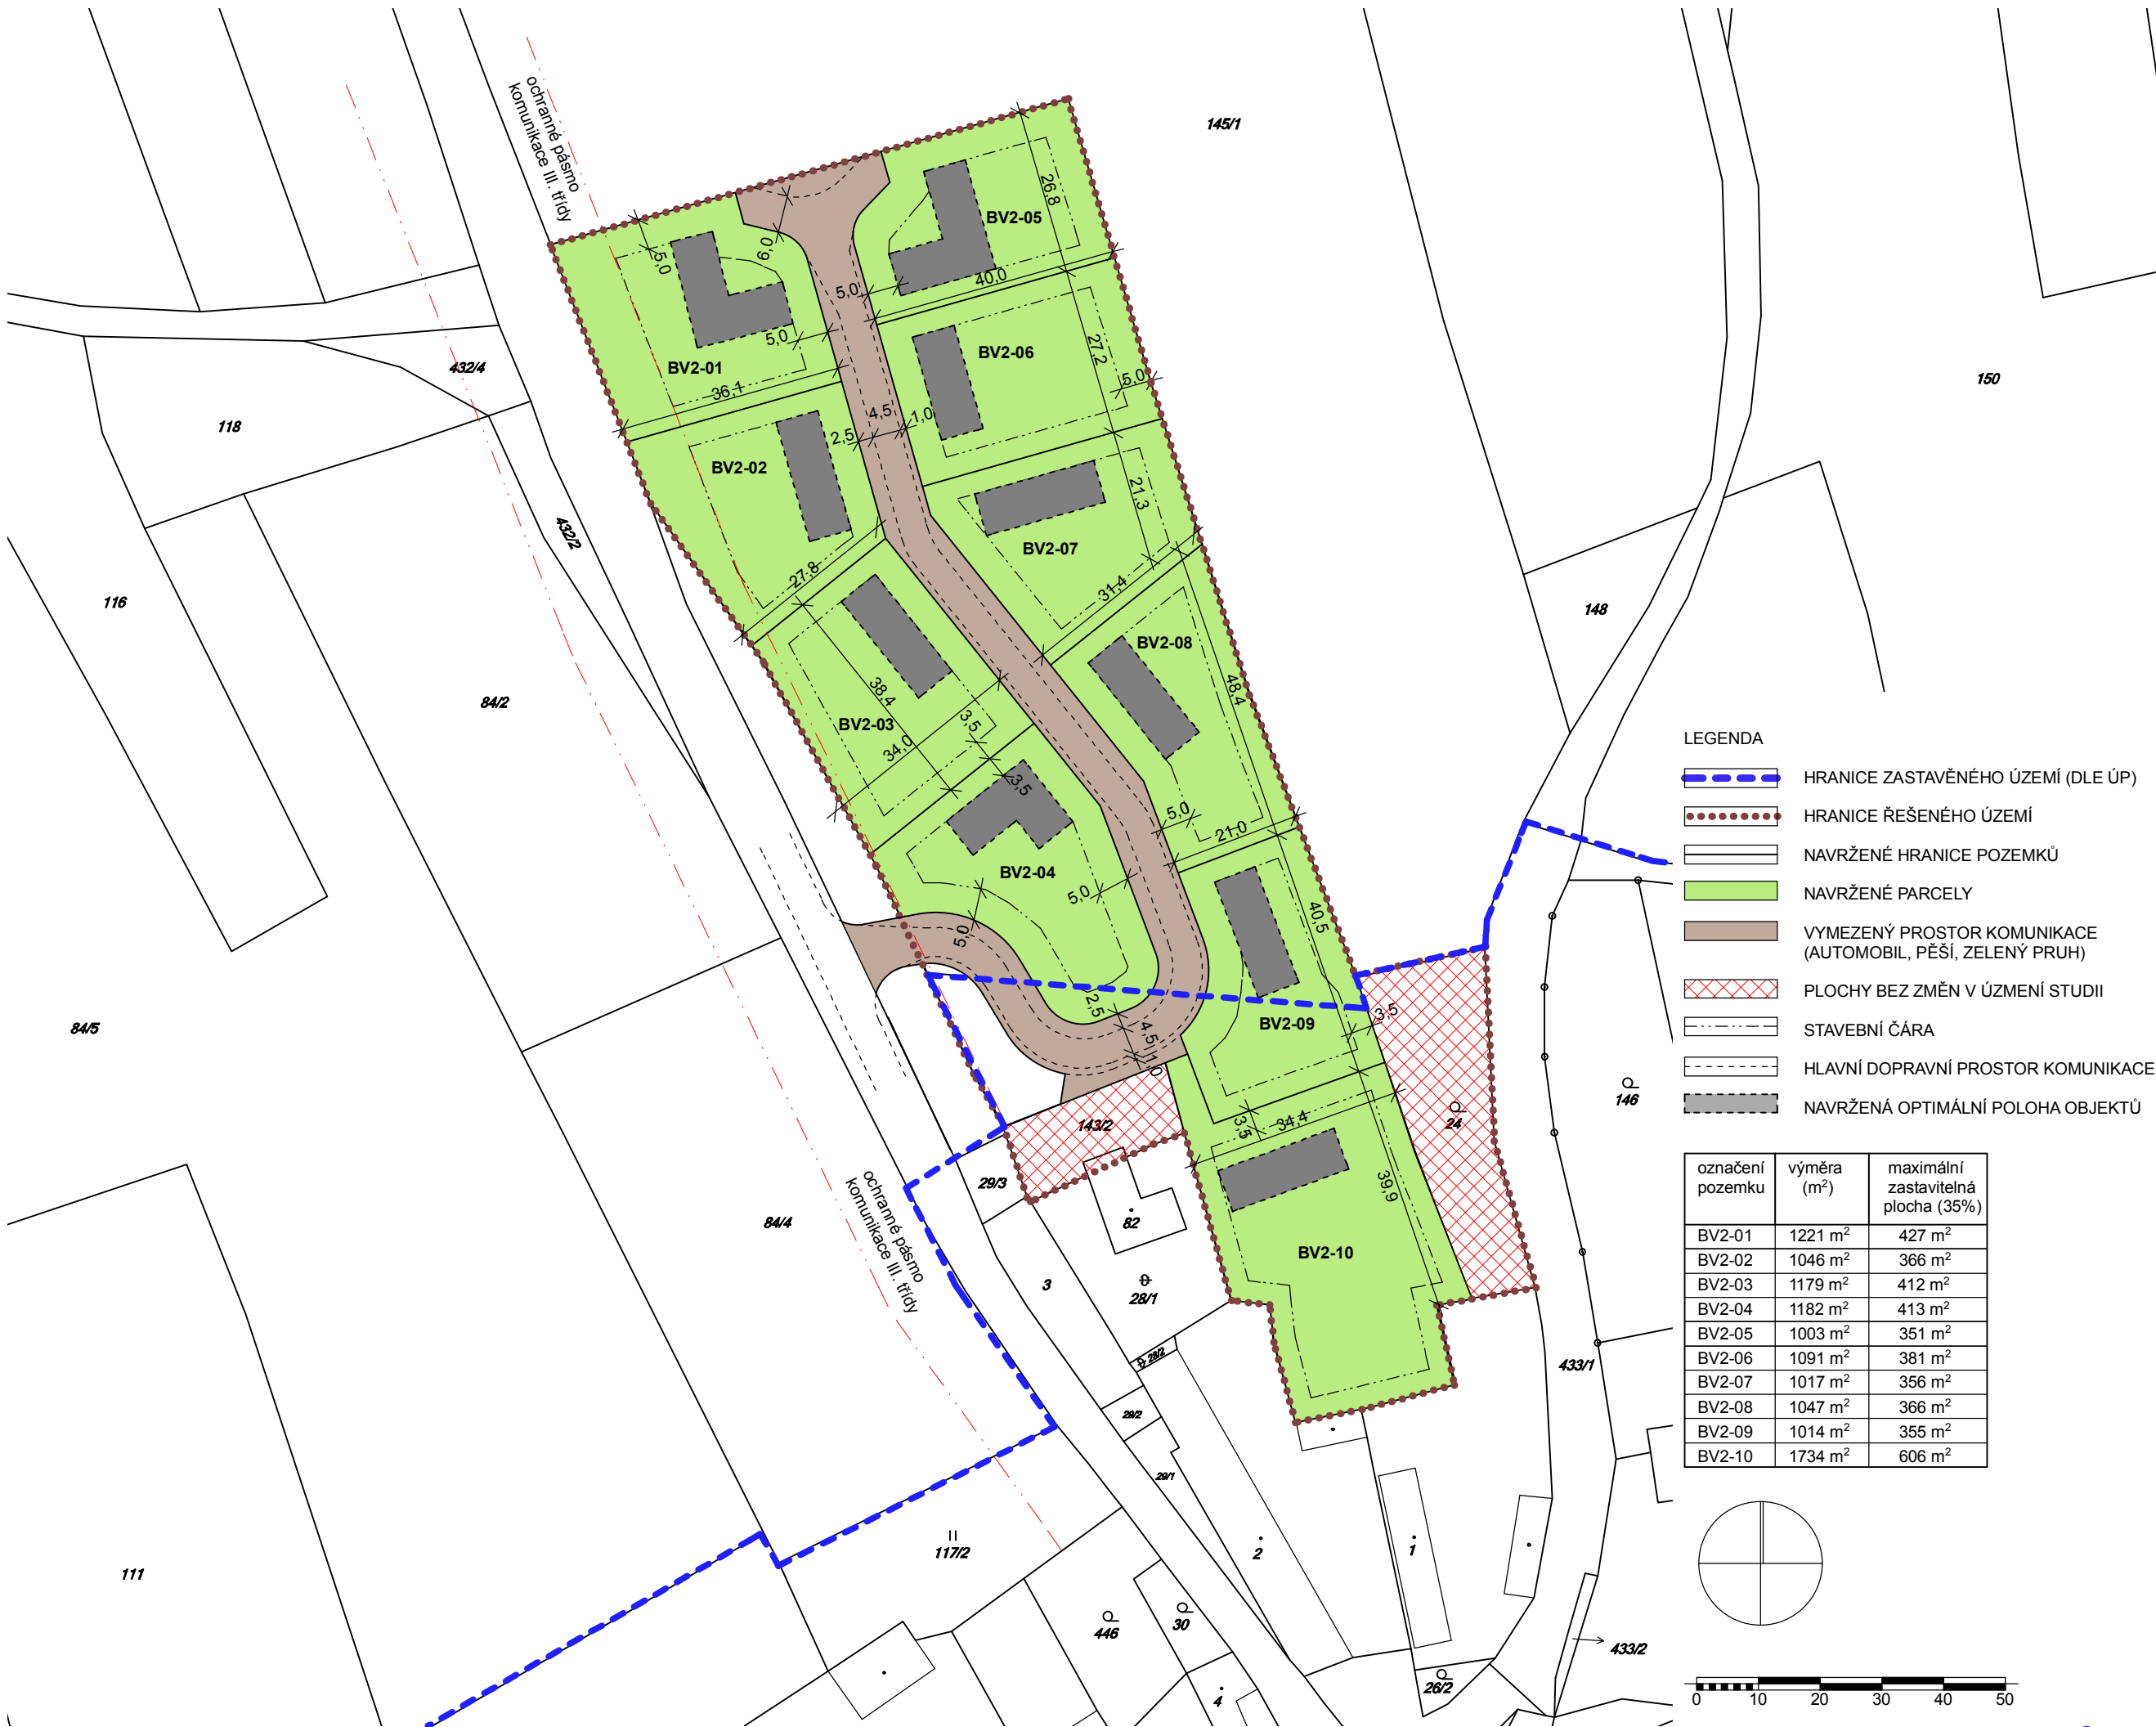 ochranné pásmo
komunikace III. třídy
145/1
BV2-05
26,8
40,0
5,0
6,0
5,0
5,0
BV2-01
36,1
BV2-06
27,2
5,0
432/4
118
150
4,5
1,0
2,5
BV2-02
21,3
BV2-07
432/2
27,8
31,4
116
148
BV2-08
84/2
38,4
48,4
BV2-03
3,5
34,0
3,5
5,0
21,0
BV2-04
5,0
5,0
40,5
2,5
4,5
1,0
BV2-09
3,5
84/5
146
24
143/2
3,5
34,4
39,9
29/3
82
84/4
ochranné pásmo
komunikace III. třídy
BV2-10
3
28/1
28/2
433/1
29/2
29/1
117/2
2
1
111
446
30
4
26/2
433/2
LEGENDA
HRANICE ZASTAVĚNÉHO ÚZEMÍ (DLE ÚP)
HRANICE ŘEŠENÉHO ÚZEMÍ
NAVRŽENÉ HRANICE POZEMKŮ
NAVRŽENÉ PARCELY
VYMEZENÝ PROSTOR KOMUNIKACE
(AUTOMOBIL, PĚŠÍ, ZELENÝ PRUH)
PLOCHY BEZ ZMĚN V ÚZMENÍ STUDII
STAVEBNÍ ČÁRA
HLAVNÍ DOPRAVNÍ PROSTOR KOMUNIKACE
NAVRŽENÁ OPTIMÁLNÍ POLOHA OBJEKTŮ
označení výměra maximální
pozemku (m²) zastavitelná
plocha (35%)
BV2-01 1221 m² 427 m²
BV2-02 1046 m² 366 m²
BV2-03 1179 m² 412 m²
BV2-04 1182 m² 413 m²
BV2-05 1003 m² 351 m²
BV2-06 1091 m² 381 m²
BV2-07 1017 m² 356 m²
BV2-08 1047 m² 366 m²
BV2-09 1014 m² 355 m²
BV2-10 1734 m² 606 m²
0 10 20 30 40 50